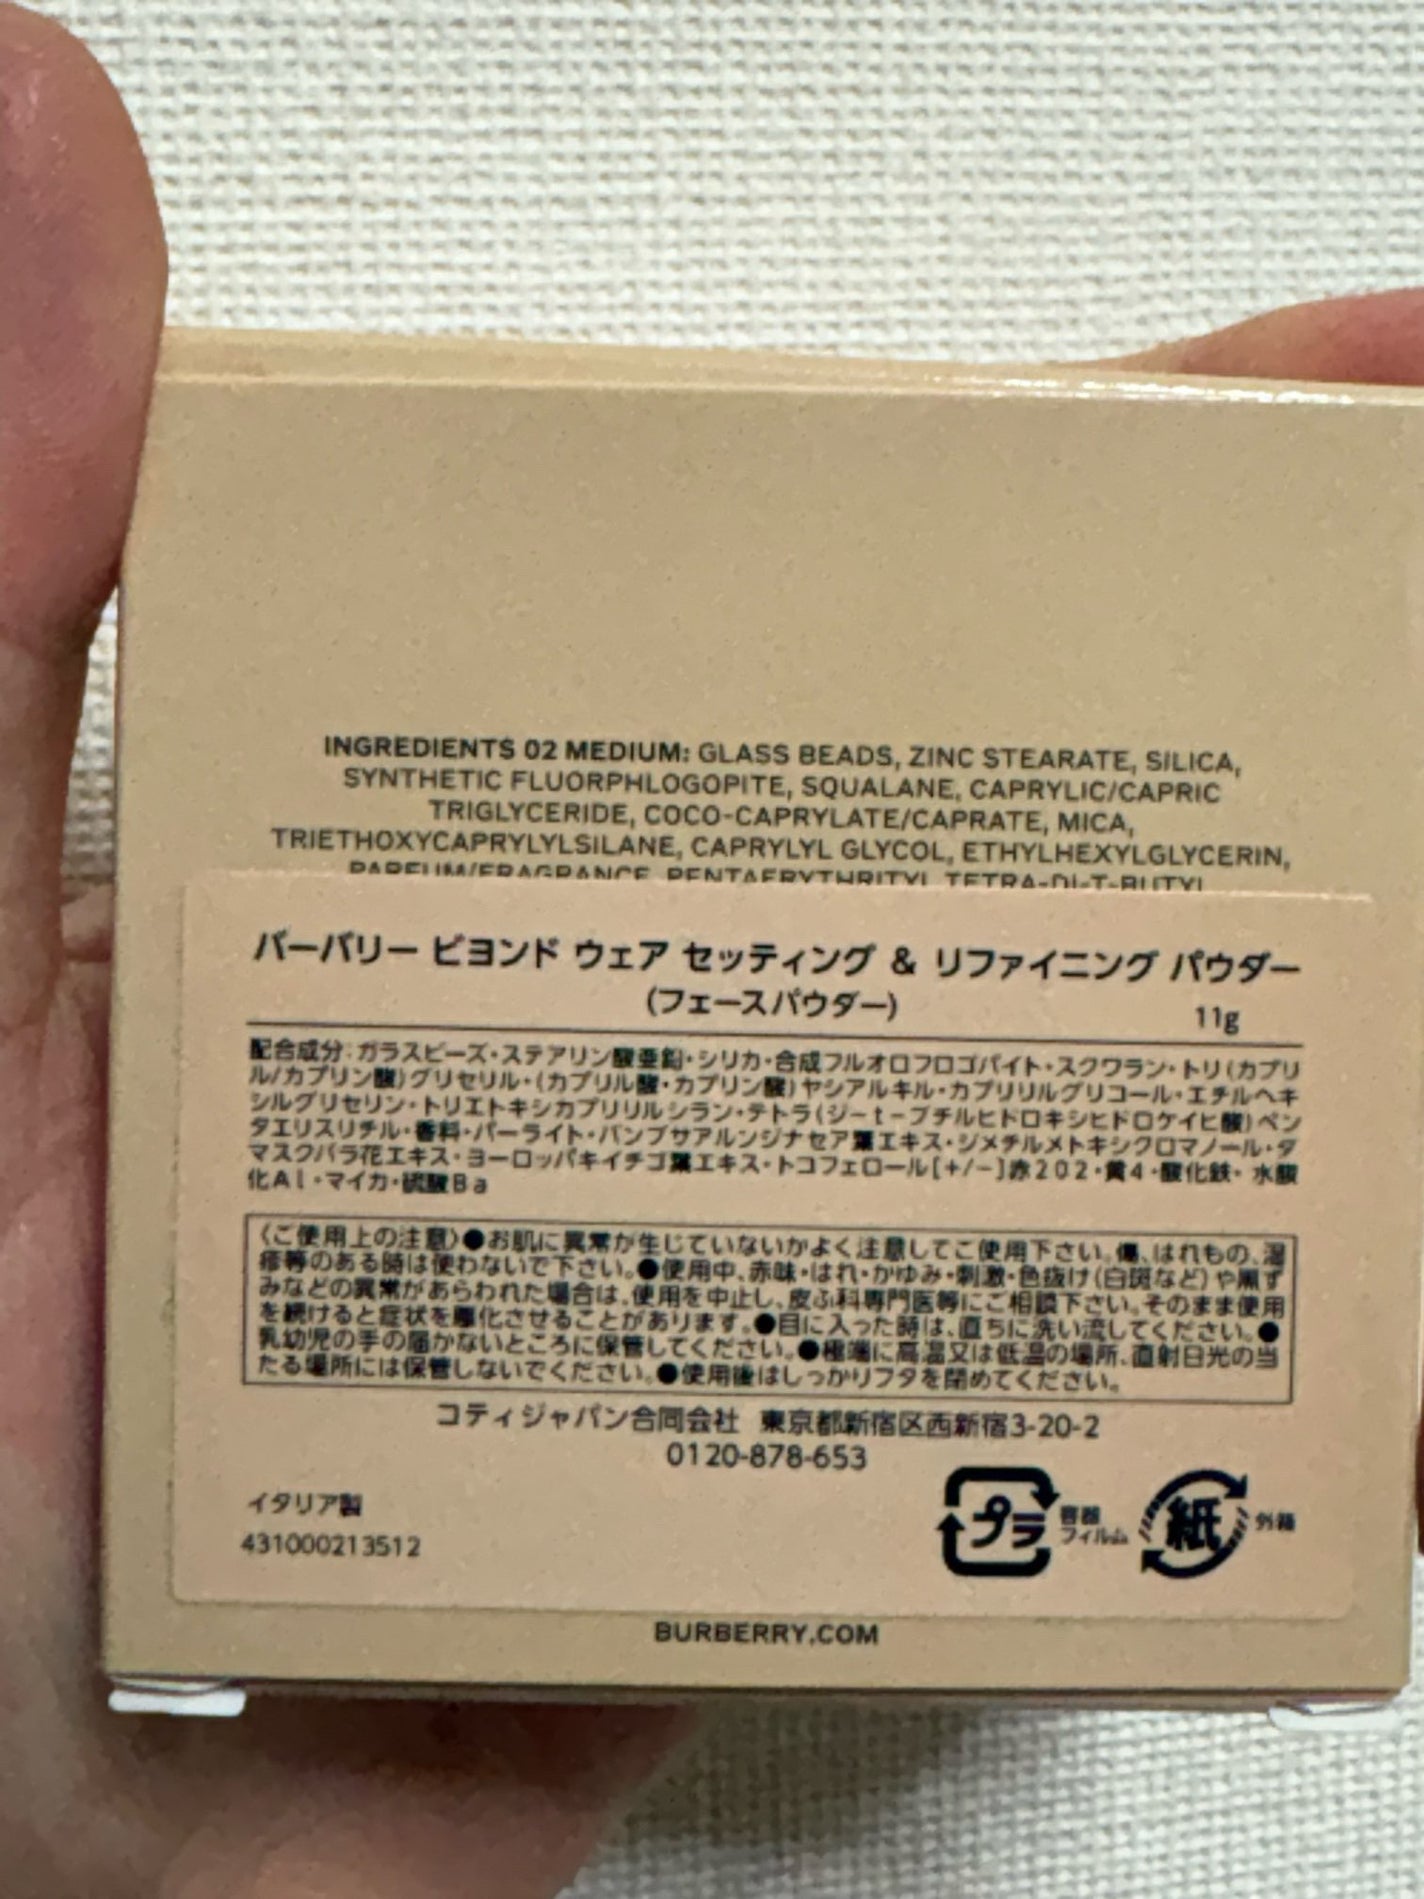 INGREDIENTS 02 MEDIUM: GLASS BEADS, ZINC STEARATE, SILICA,
SYNTHETIC FLUORPHLOGOPITE, SQUALANE, CAPRYLIC/CAPRIC
TRIGLYCERIDE, COCO-CAPRYLATE/CAPRATE, MICA,
TRIETHOXYCAPRYLYLSILANE, CAPRYLYL GLYCOL, ETHYLHEXYLGLYCERIN,
PARFUM/FRAGRANCE, PENTAERYTHRITYL TETRA-DI-T-BUTYL
バーバリー ビヨンド ウェア セッティング & リファイニング パウダー
(フェースパウダー) 11g
配合成分:ガラスビーズ・ステアリン酸亜鉛・シリカ・合成フルオロフロゴパイト・スクワラン・トリ(カプリ
ル/カプリン酸)グリセリル・(カプリル酸・カプリン酸)ヤシアルキル・カプリリルグリコール・エチルヘキ
シルグリセリン・トリエトキシカプリリルシラン・テトラ(ジーt-ブチルヒドロキシヒドロケイヒ酸)ペン
タエリスリチル・香料・パーライト・バンブサアルンジナセア葉エキス・ジメチルメトキシクロマノール・ダ
マスクバラ花エキス・ヨーロッパキイチゴ葉エキス・トコフェロール[+/-]赤202・黄4・酸化鉄・水酸
化Al・マイカ・硫酸Ba
〈ご使用上の注意〉●お肌に異常が生じていないかよく注意してご使用下さい。傷、はれもの、湿
疹等のある時は使わないで下さい。●使用中、赤味・はれ・かゆみ・刺激・色抜け(白斑など)や黒ず
みなどの異常があらわれた場合は、使用を中止し、皮ふ科専門医等にご相談下さい。そのまま使用
を続けると症状を悪化させることがあります。●目に入った時は、直ちに洗い流してください。●
乳幼児の手の届かないところに保管してください。●極端に高温又は低温の場所、直射日光の当
たる場所には保管しないでください。●使用後はしっかりフタを閉めてください。
コティジャパン合同会社 東京都新宿区西新宿3-20-2
0120-878-653
イタリア製
431000213512
プラ 容器 フィルム 紙 外箱
BURBERRY.COM